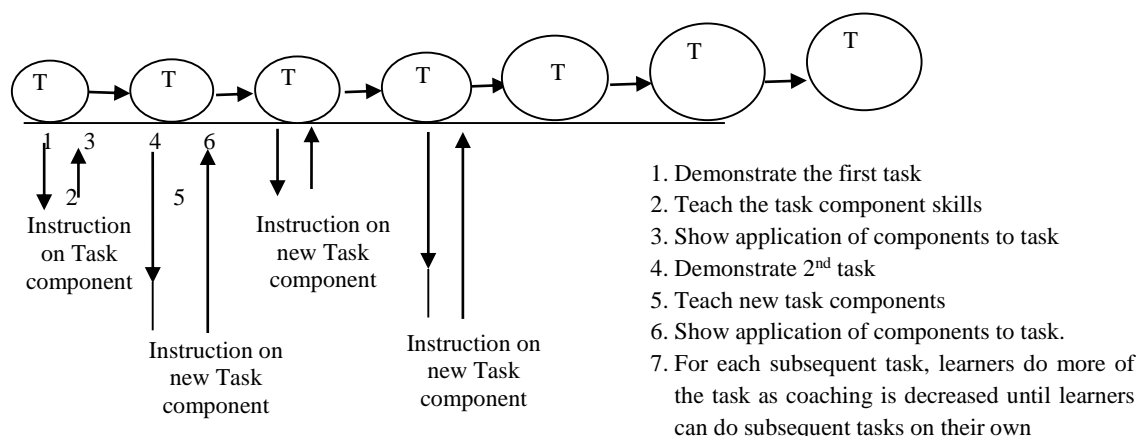 T T T T T T T
1 3 4 6
2 5
Instruction
on Task
component
Instruction on
new Task
component
Instruction on
new Task
component
Instruction on
new Task
component
1. Demonstrate the first task
2. Teach the task component skills
3. Show application of components to task
4. Demonstrate 2nd task
5. Teach new task components
6. Show application of components to task.
7. For each subsequent task, learners do more of
the task as coaching is decreased until learners
can do subsequent tasks on their own